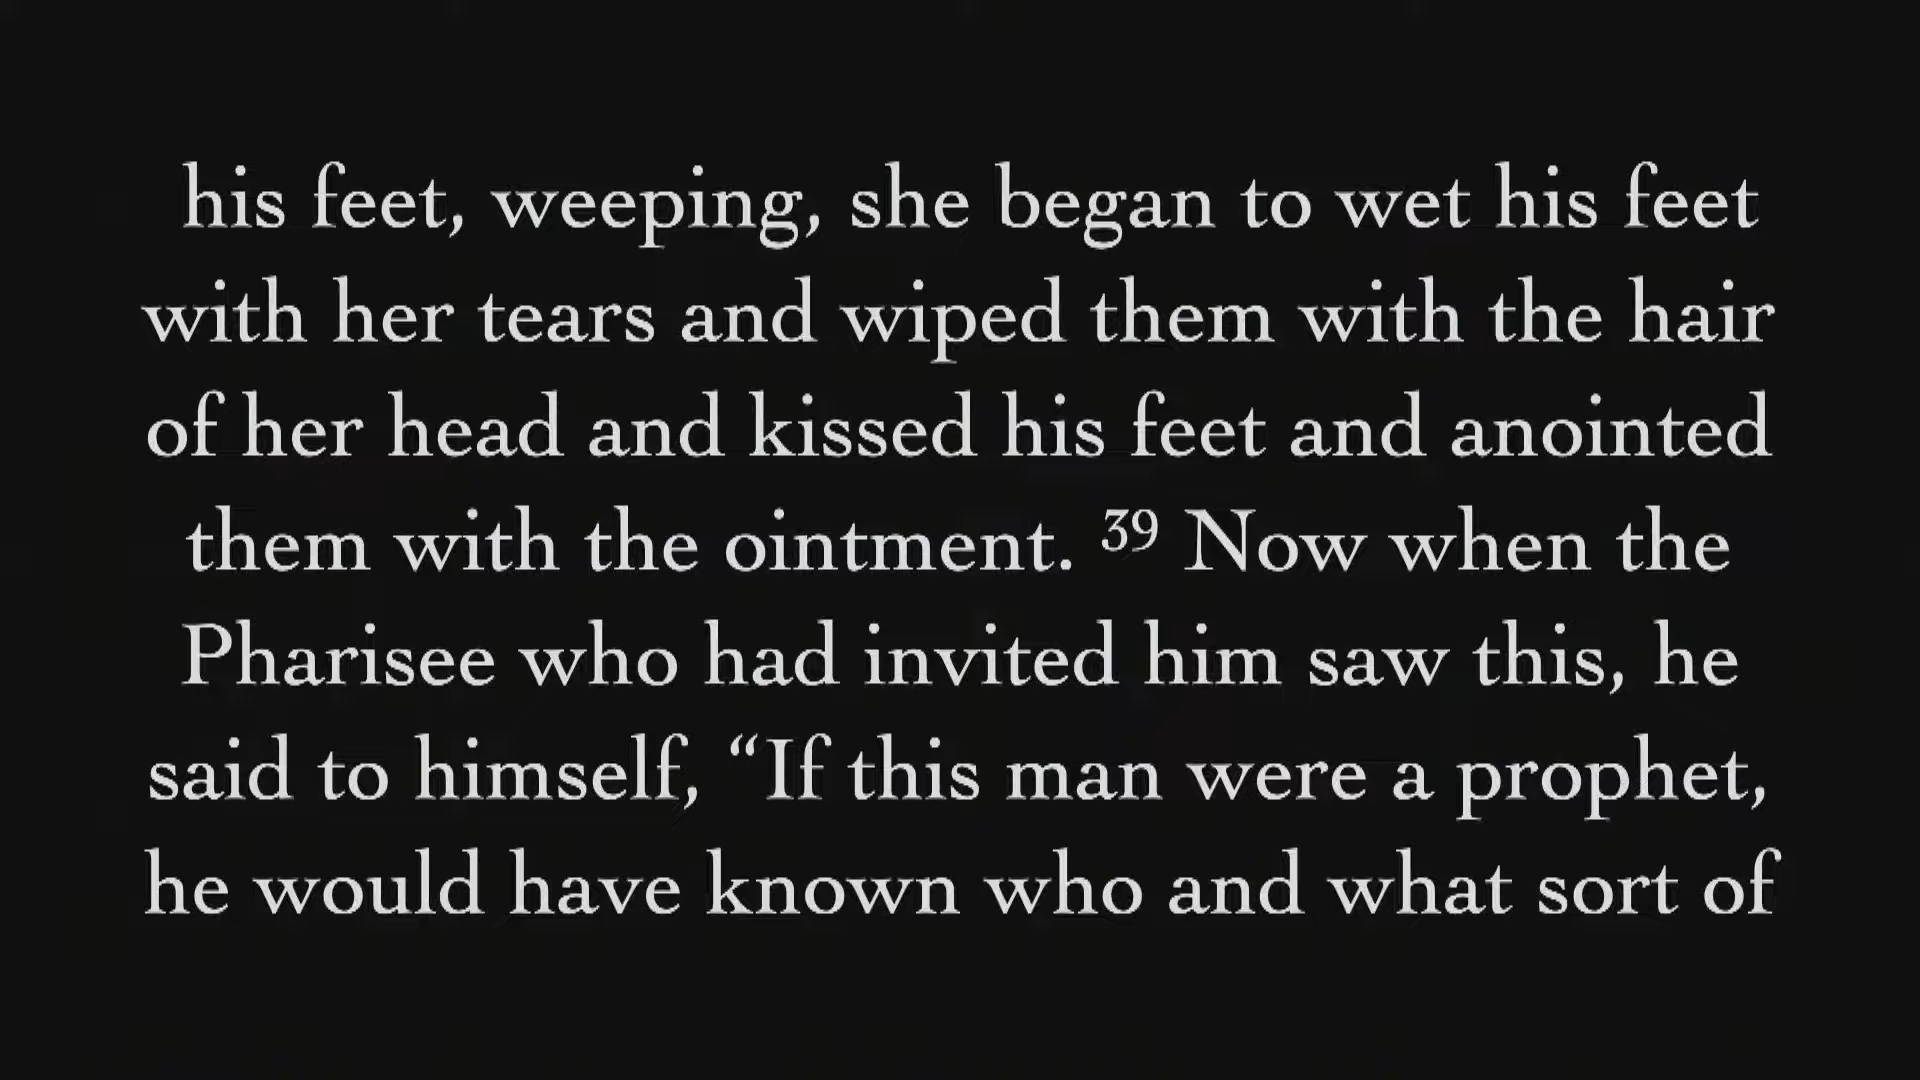 his feet, weeping, she began to wet his feet
with her tears and wiped them with the hair
of her head and kissed his feet and anointed
them with the ointment. 39 Now when the
Pharisee who had invited him saw this, he
said to himself, “If this man were a prophet,
he would have known who and what sort of